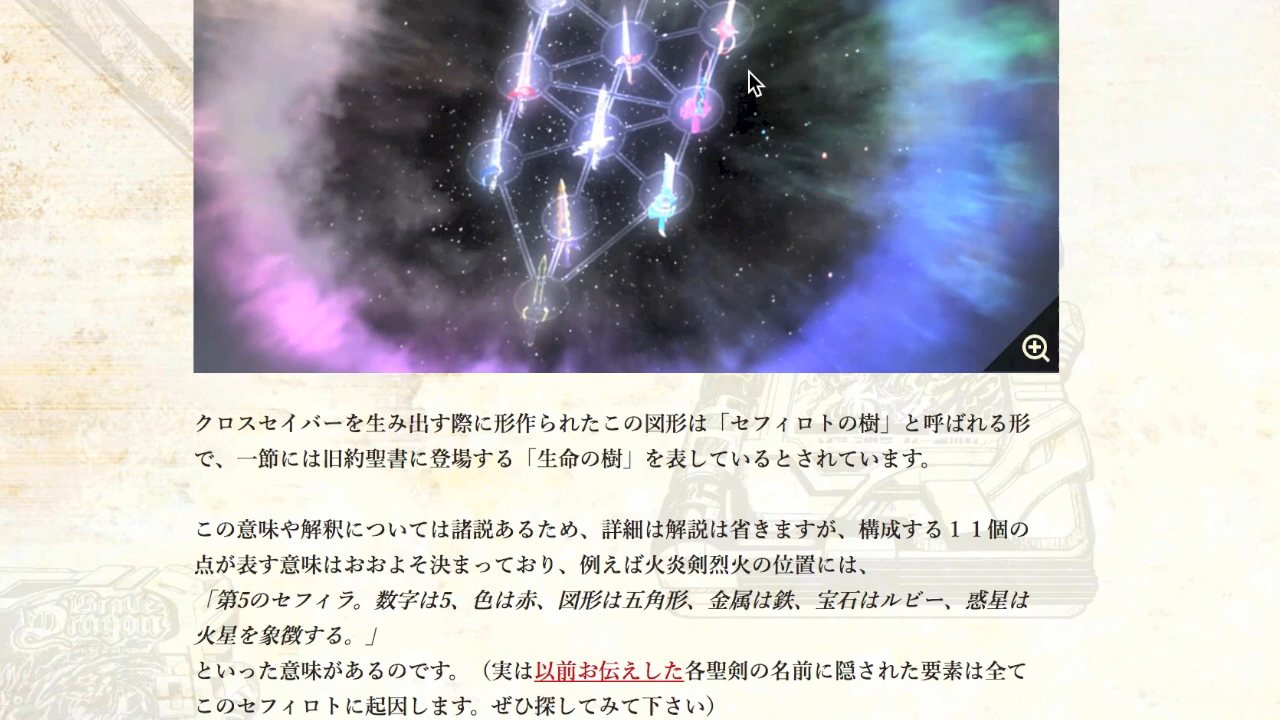 クロスセイバーを生み出す際に形作られたこの図形は「セフィロトの樹」と呼ばれる形
で、一節には旧約聖書に登場する「生命の樹」を表しているとされています。
この意味や解釈については諸説あるため、詳細は解説は省きますが、構成する１１個の
点が表す意味はおおよそ決まっており、例えば火炎剣烈火の位置には、
「第5のセフィラ。数字は5、色は赤、図形は五角形、金属は鉄、宝石はルビー、惑星は
火星を象徴する。」
といった意味があるのです。（実は以前お伝えした各聖剣の名前に隠された要素は全て
このセフィロトに起因します。ぜひ探してみて下さい）
Brave
Dragon